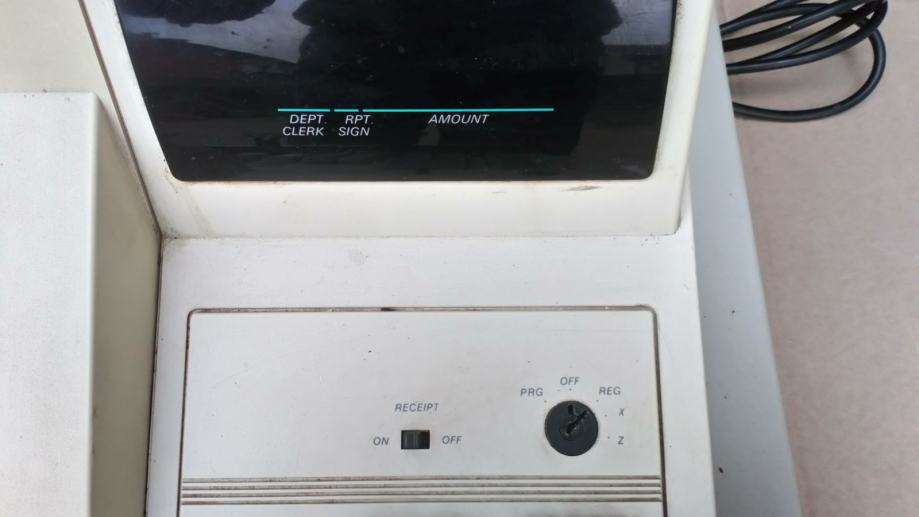 DEPT. RPT. AMOUNT
CLERK SIGN
RECEIPT
ON OFF
OFF
PRG REG
X
Z